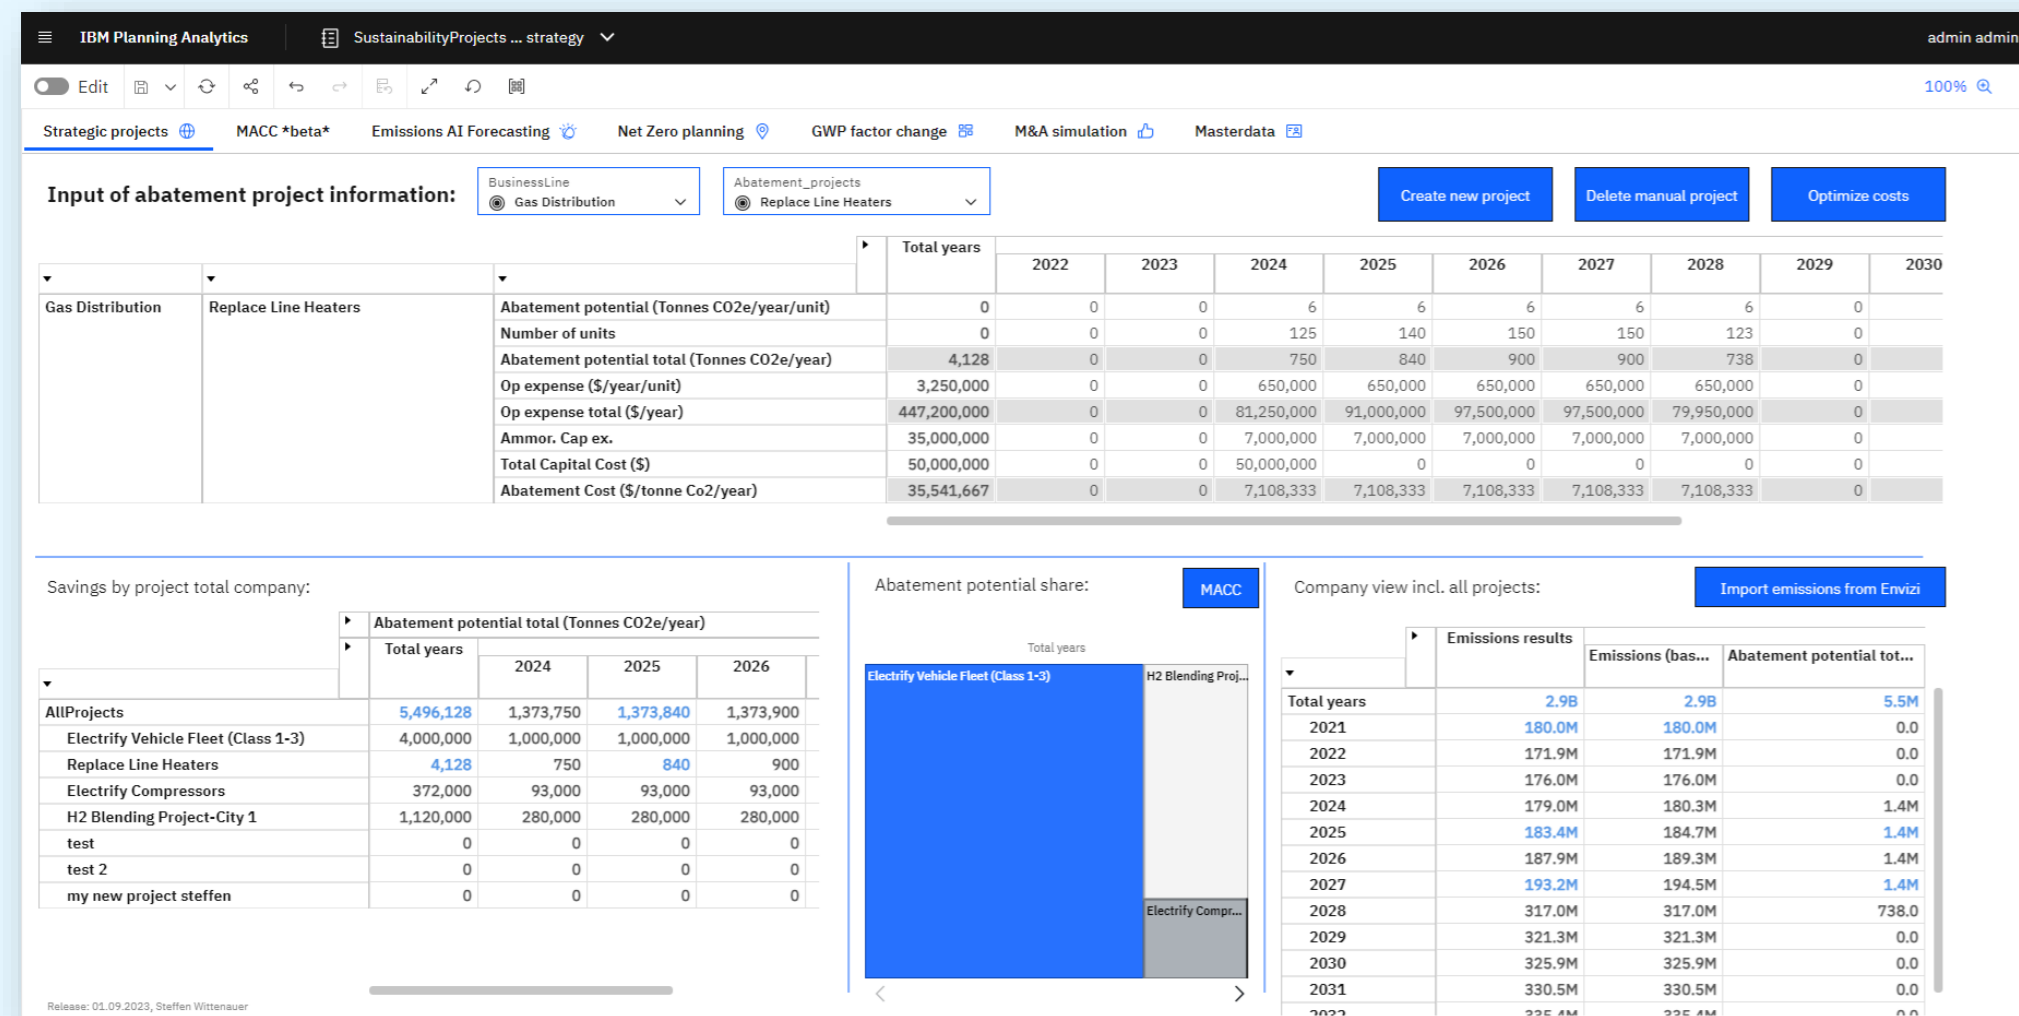 IBM Planning Analytics
SustainabilityProjects ... strategy
admin admin
Edit
100%
Strategic projects
MACC *beta*
Emissions AI Forecasting
Net Zero planning
GWP factor change
M&A simulation
Masterdata
Input of abatement project information:
BusinessLine
Gas Distribution
Abatement_projects
Replace Line Heaters
Create new project
Delete manual project
Optimize costs
Total years
2022 2023 2024 2025 2026 2027 2028 2029 2030
Gas Distribution Replace Line Heaters Abatement potential (Tonnes CO2e/year/unit) 0 0 0 6 6 6 6 6 0
Number of units 0 0 0 125 140 150 150 123 0
Abatement potential total (Tonnes CO2e/year) 4,128 0 0 750 840 900 900 738 0
Op expense ($/year/unit) 3,250,000 0 0 650,000 650,000 650,000 650,000 650,000 0
Op expense total ($/year) 447,200,000 0 0 81,250,000 91,000,000 97,500,000 97,500,000 79,950,000 0
Ammor. Cap ex. 35,000,000 0 0 7,000,000 7,000,000 7,000,000 7,000,000 7,000,000 0
Total Capital Cost ($) 50,000,000 0 0 50,000,000 0 0 0 0 0
Abatement Cost ($/tonne Co2/year) 35,541,667 0 0 7,108,333 7,108,333 7,108,333 7,108,333 7,108,333 0
Savings by project total company:
Abatement potential total (Tonnes CO2e/year)
Total years
2024 2025 2026
AllProjects 5,496,128 1,373,750 1,373,840 1,373,900
Electrify Vehicle Fleet (Class 1-3) 4,000,000 1,000,000 1,000,000 1,000,000
Replace Line Heaters 4,128 750 840 900
Electrify Compressors 372,000 93,000 93,000 93,000
H2 Blending Project-City 1 1,120,000 280,000 280,000 280,000
test 0 0 0 0
test 2 0 0 0 0
my new project steffen 0 0 0 0
Release: 01.09.2023, Steffen Wittenauer
Abatement potential share:
MACC
Total years
Electrify Vehicle Fleet (Class 1-3)
H2 Blending Proj...
Electrify Compr...
Company view incl. all projects:
Import emissions from Envizi
Emissions results
Emissions (bas... Abatement potential tot...
Total years 2.9B 2.9B 5.5M
2021 180.0M 180.0M 0.0
2022 171.9M 171.9M 0.0
2023 176.0M 176.0M 0.0
2024 179.0M 180.3M 1.4M
2025 183.4M 184.7M 1.4M
2026 187.9M 189.3M 1.4M
2027 193.2M 194.5M 1.4M
2028 317.0M 317.0M 738.0
2029 321.3M 321.3M 0.0
2030 325.9M 325.9M 0.0
2031 330.5M 330.5M 0.0
2032 335.4M 335.4M 0.0